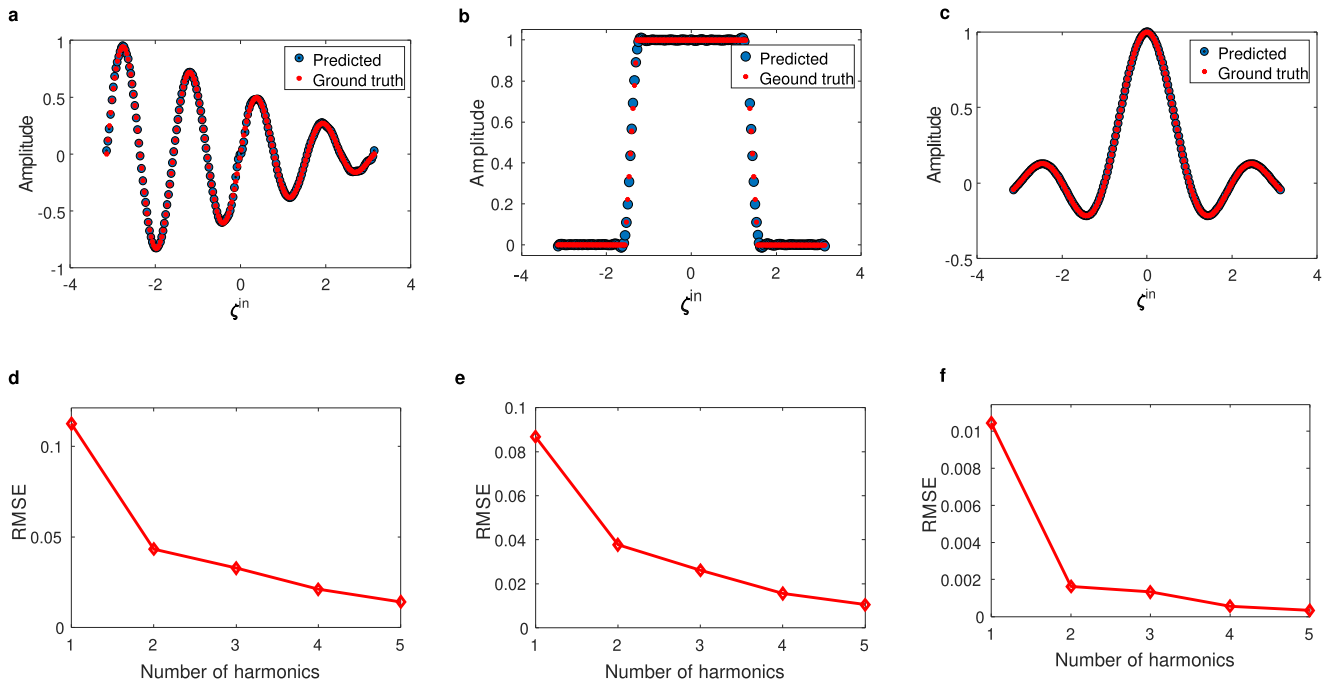 a
1
0.5
0
-0.5
-1
-4
-2
0
2
4
Amplitude
ζin
Predicted
Ground truth
b
1
0.8
0.6
0.4
0.2
0
-4
-2
0
2
4
Amplitude
ζin
Predicted
Geound truth
c
1
0.5
0
-0.5
-4
-2
0
2
4
Amplitude
ζin
Predicted
Ground truth
d
0.1
0.05
0
1
2
3
4
5
RMSE
Number of harmonics
e
0.1
0.08
0.06
0.04
0.02
0
1
2
3
4
5
RMSE
Number of harmonics
f
0.01
0.008
0.006
0.004
0.002
0
1
2
3
4
5
RMSE
Number of harmonics